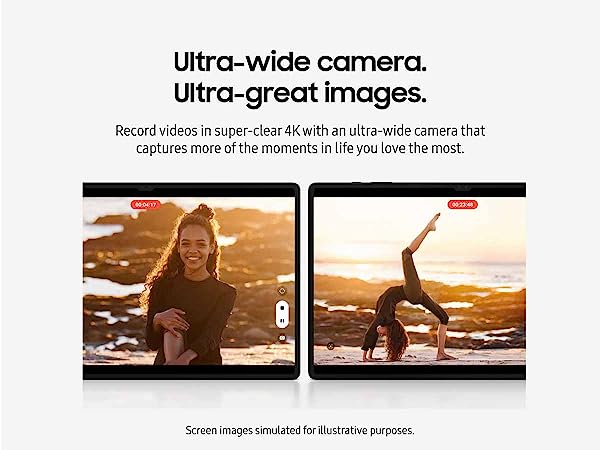 Ultra-wide camera.
Ultra-great images.
Record videos in super-clear 4K with an ultra-wide camera that
captures more of the moments in life you love the most.
00:04:17
00:23:48
Screen images simulated for illustrative purposes.